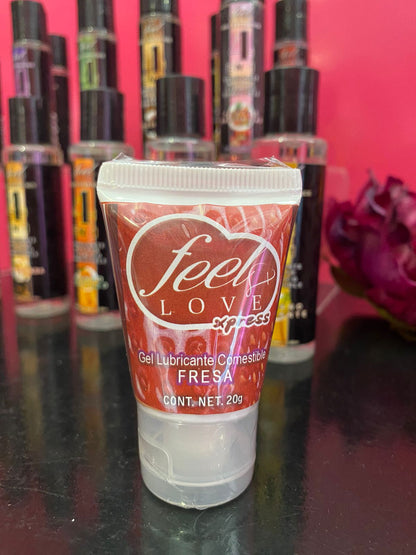 feel
LOVE
xpress
Gel Lubricante Comestible
FRESA
CONT. NET. 20g